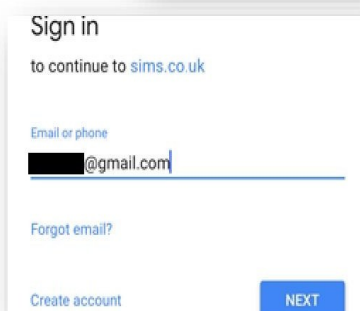 Sign in
to continue to sims.co.uk
Email or phone
@gmail.com
Forgot email?
Create account
NEXT